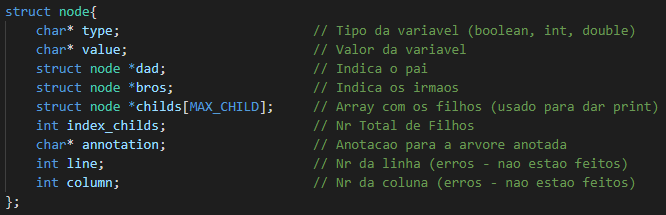 struct node{
char* type; // Tipo da variavel (boolean, int, double)
char* value; // Valor da variavel
struct node *dad; // Indica o pai
struct node *bros; // Indica os irmaos
struct node *childs[MAX_CHILD]; // Array com os filhos (usado para dar print)
int index_childs; // Nr Total de Filhos
char* annotation; // Anotacao para a arvore anotada
int line; // Nr da linha (erros - nao estao feitos)
int column; // Nr da coluna (erros - nao estao feitos)
};